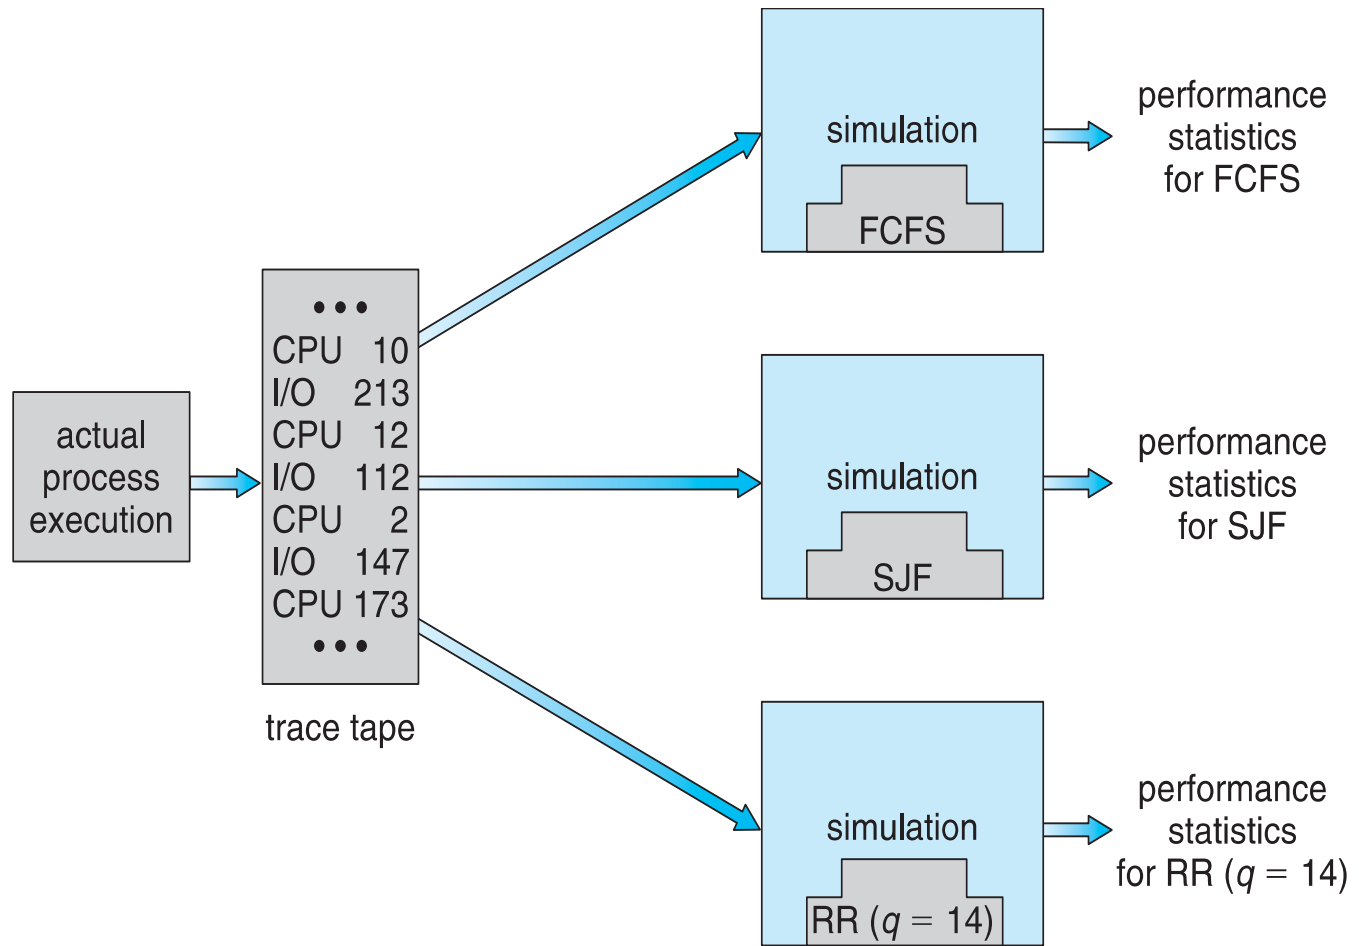 actual
process
execution
• • •
CPU 10
I/O 213
CPU 12
I/O 112
CPU 2
I/O 147
CPU 173
• • •
trace tape
simulation
FCFS
performance
statistics
for FCFS
simulation
SJF
performance
statistics
for SJF
simulation
RR (q = 14)
performance
statistics
for RR (q = 14)